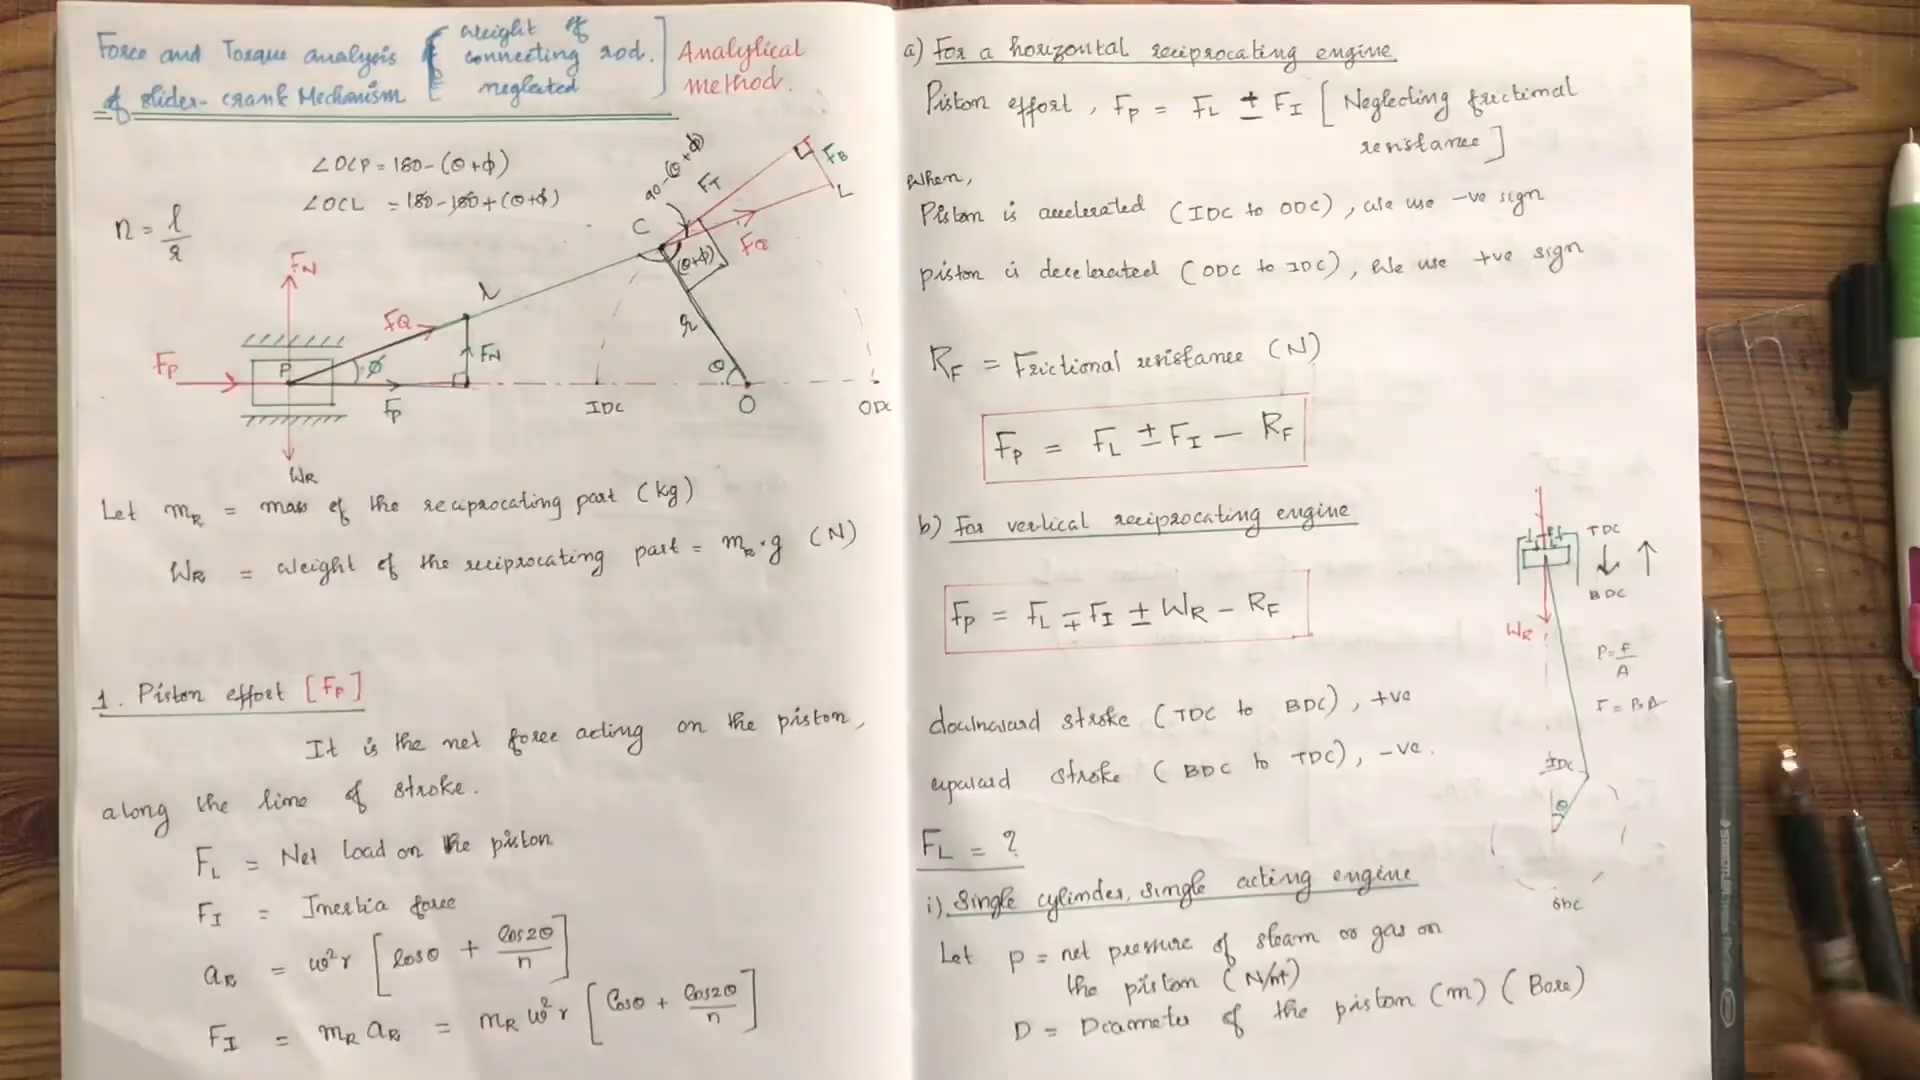 Force and Torque analysis
of slider-crank Mechanism
weight of
connecting rod.
neglected
Analytical
method.
∠OCP = 180-(θ+ϕ)
∠OCL = 180-180+(θ+ϕ)
n = l/r
90-(θ+ϕ)
FT
FB
L
C
FQ
(θ+ϕ)
FN
l
r
FQ
FN
FP
P
ϕ
θ
FP
IDC
O
ODC
WR
Let mR = mass of the reciprocating part (kg)
WR = weight of the reciprocating part = mR·g (N)
1. Piston effort [FP]
It is the net force acting on the piston,
along the line of stroke.
FL = Net load on the piston
FI = Inertia force
aR = ω²r [Cosθ + Cos2θ/n]
FI = mR aR = mR ω²r [Cosθ + Cos2θ/n]
a) For a horizontal reciprocating engine
Piston effort, FP = FL ± FI [Neglecting frictional
resistance]
When,
Piston is accelerated (IDC to ODC), We use -ve sign
piston is decelerated (ODC to IDC), We use +ve sign
RF = Frictional resistance (N)
FP = FL ± FI - RF
b) For vertical reciprocating engine
FP = FL ∓ FI ± WR - RF
TDC
BDC
WR
P = F/A
F = P.A
downward stroke (TDC to BDC), +ve
upward stroke (BDC to TDC), -ve.
IDC
θ
ODC
FL = ?
i) Single cylinder, single acting engine
Let p = net pressure of steam or gas on
the piston (N/m²)
D = Diameter of the piston (m) (Bore)